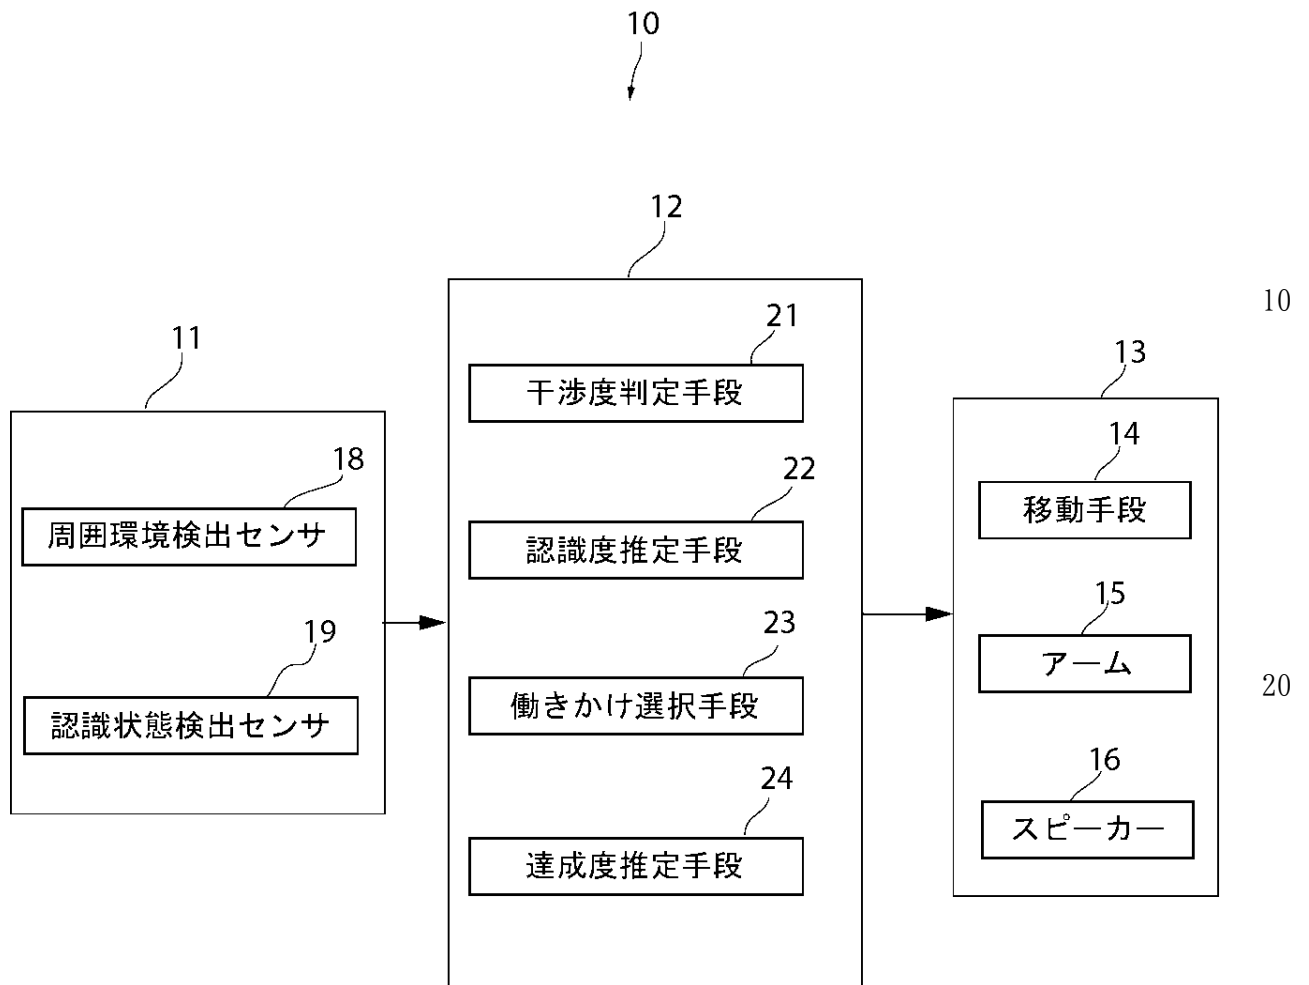 10
12
10
21
11
13
干渉度判定手段
14
18
22
移動手段
周囲環境検出センサ
認識度推定手段
15
19
23
アーム
20
認識状態検出センサ
働きかけ選択手段
16
24
スピーカー
達成度推定手段